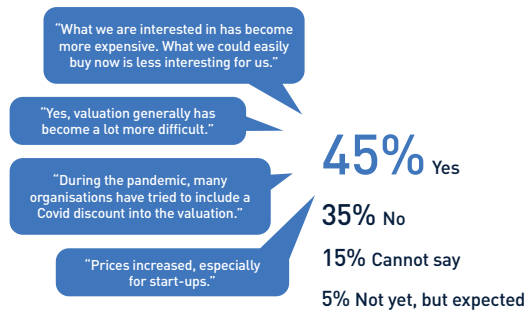 “What we are interested in has become
more expensive. What we could easily
buy now is less interesting for us.”
“Yes, valuation generally has
become a lot more difficult.”
“During the pandemic, many
organisations have tried to include a
Covid discount into the valuation.”
“Prices increased, especially
for start-ups.”
45% Yes
35% No
15% Cannot say
5% Not yet, but expected